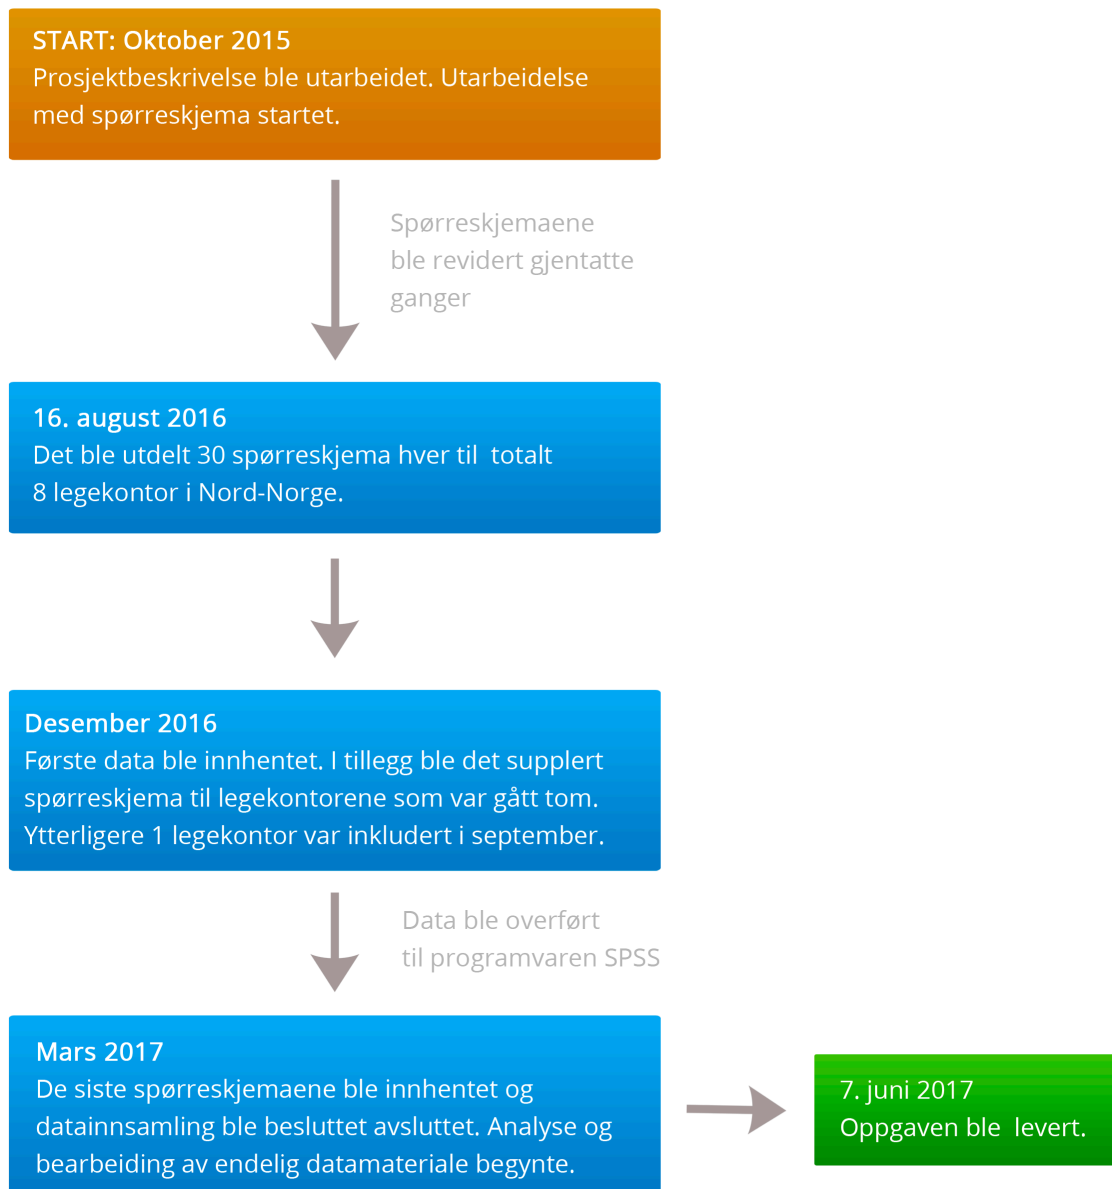 START: Oktober 2015
Prosjektbeskrivelse ble utarbeidet. Utarbeidelse
med spørreskjema startet.
Spørreskjemaene
ble revidert gjentatte
ganger
16. august 2016
Det ble utdelt 30 spørreskjema hver til  totalt
8 legekontor i Nord-Norge.
Desember 2016
Første data ble innhentet. I tillegg ble det supplert
spørreskjema til legekontorene som var gått tom.
Ytterligere 1 legekontor var inkludert i september.
Data ble overført
til programvaren SPSS
Mars 2017
De siste spørreskjemaene ble innhentet og
datainnsamling ble besluttet avsluttet. Analyse og
bearbeiding av endelig datamateriale begynte.
7. juni 2017
Oppgaven ble  levert.